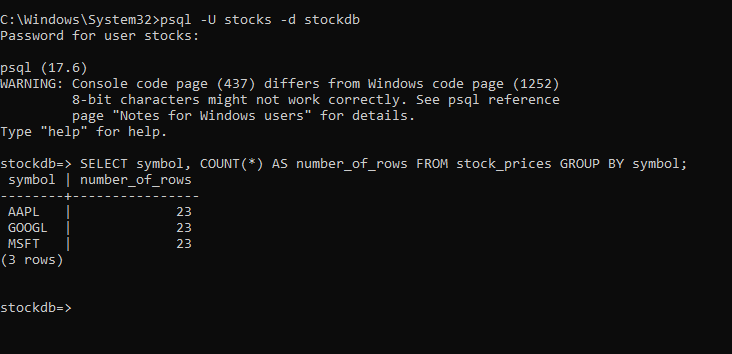 C:\Windows\System32>psql -U stocks -d stockdb
Password for user stocks:

psql (17.6)
WARNING: Console code page (437) differs from Windows code page (1252)
         8-bit characters might not work correctly. See psql reference
         page "Notes for Windows users" for details.
Type "help" for help.

stockdb=> SELECT symbol, COUNT(*) AS number_of_rows FROM stock_prices GROUP BY symbol;
 symbol | number_of_rows
--------+----------------
 AAPL   |             23
 GOOGL  |             23
 MSFT   |             23
(3 rows)


stockdb=>